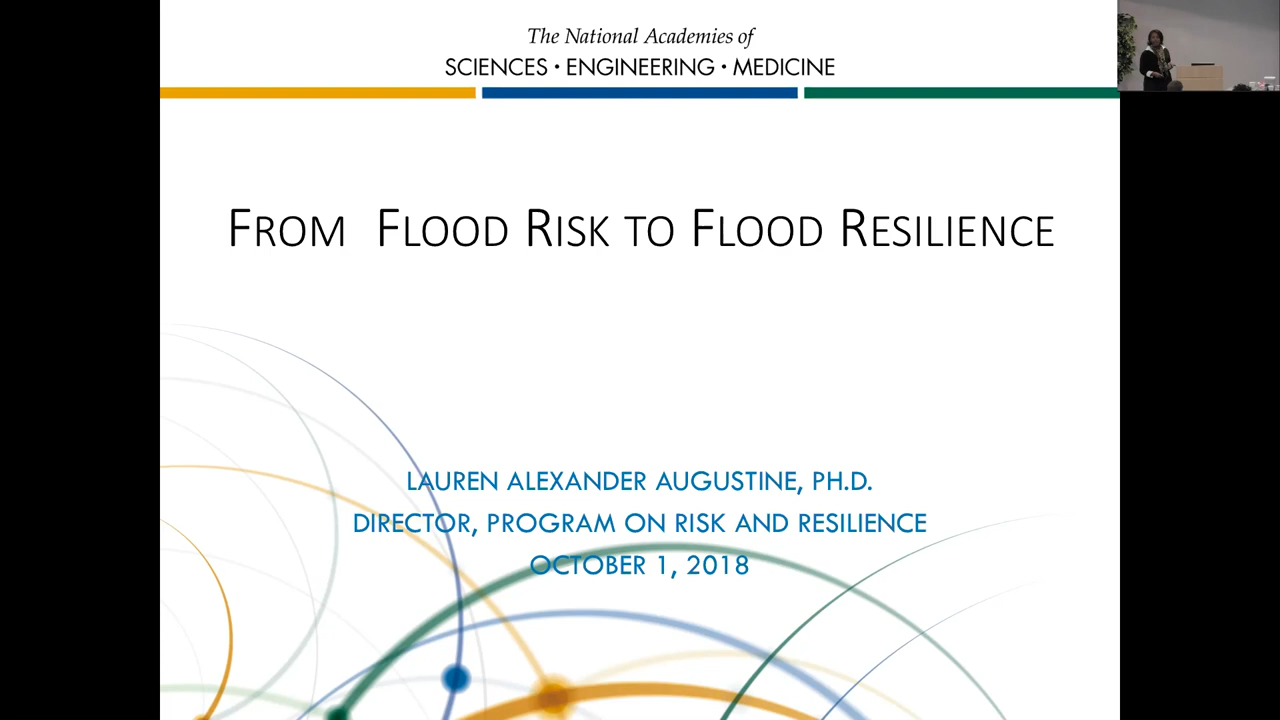 The National Academies of
SCIENCES · ENGINEERING · MEDICINE
FROM FLOOD RISK TO FLOOD RESILIENCE
LAUREN ALEXANDER AUGUSTINE, PH.D.
DIRECTOR, PROGRAM ON RISK AND RESILIENCE
OCTOBER 1, 2018